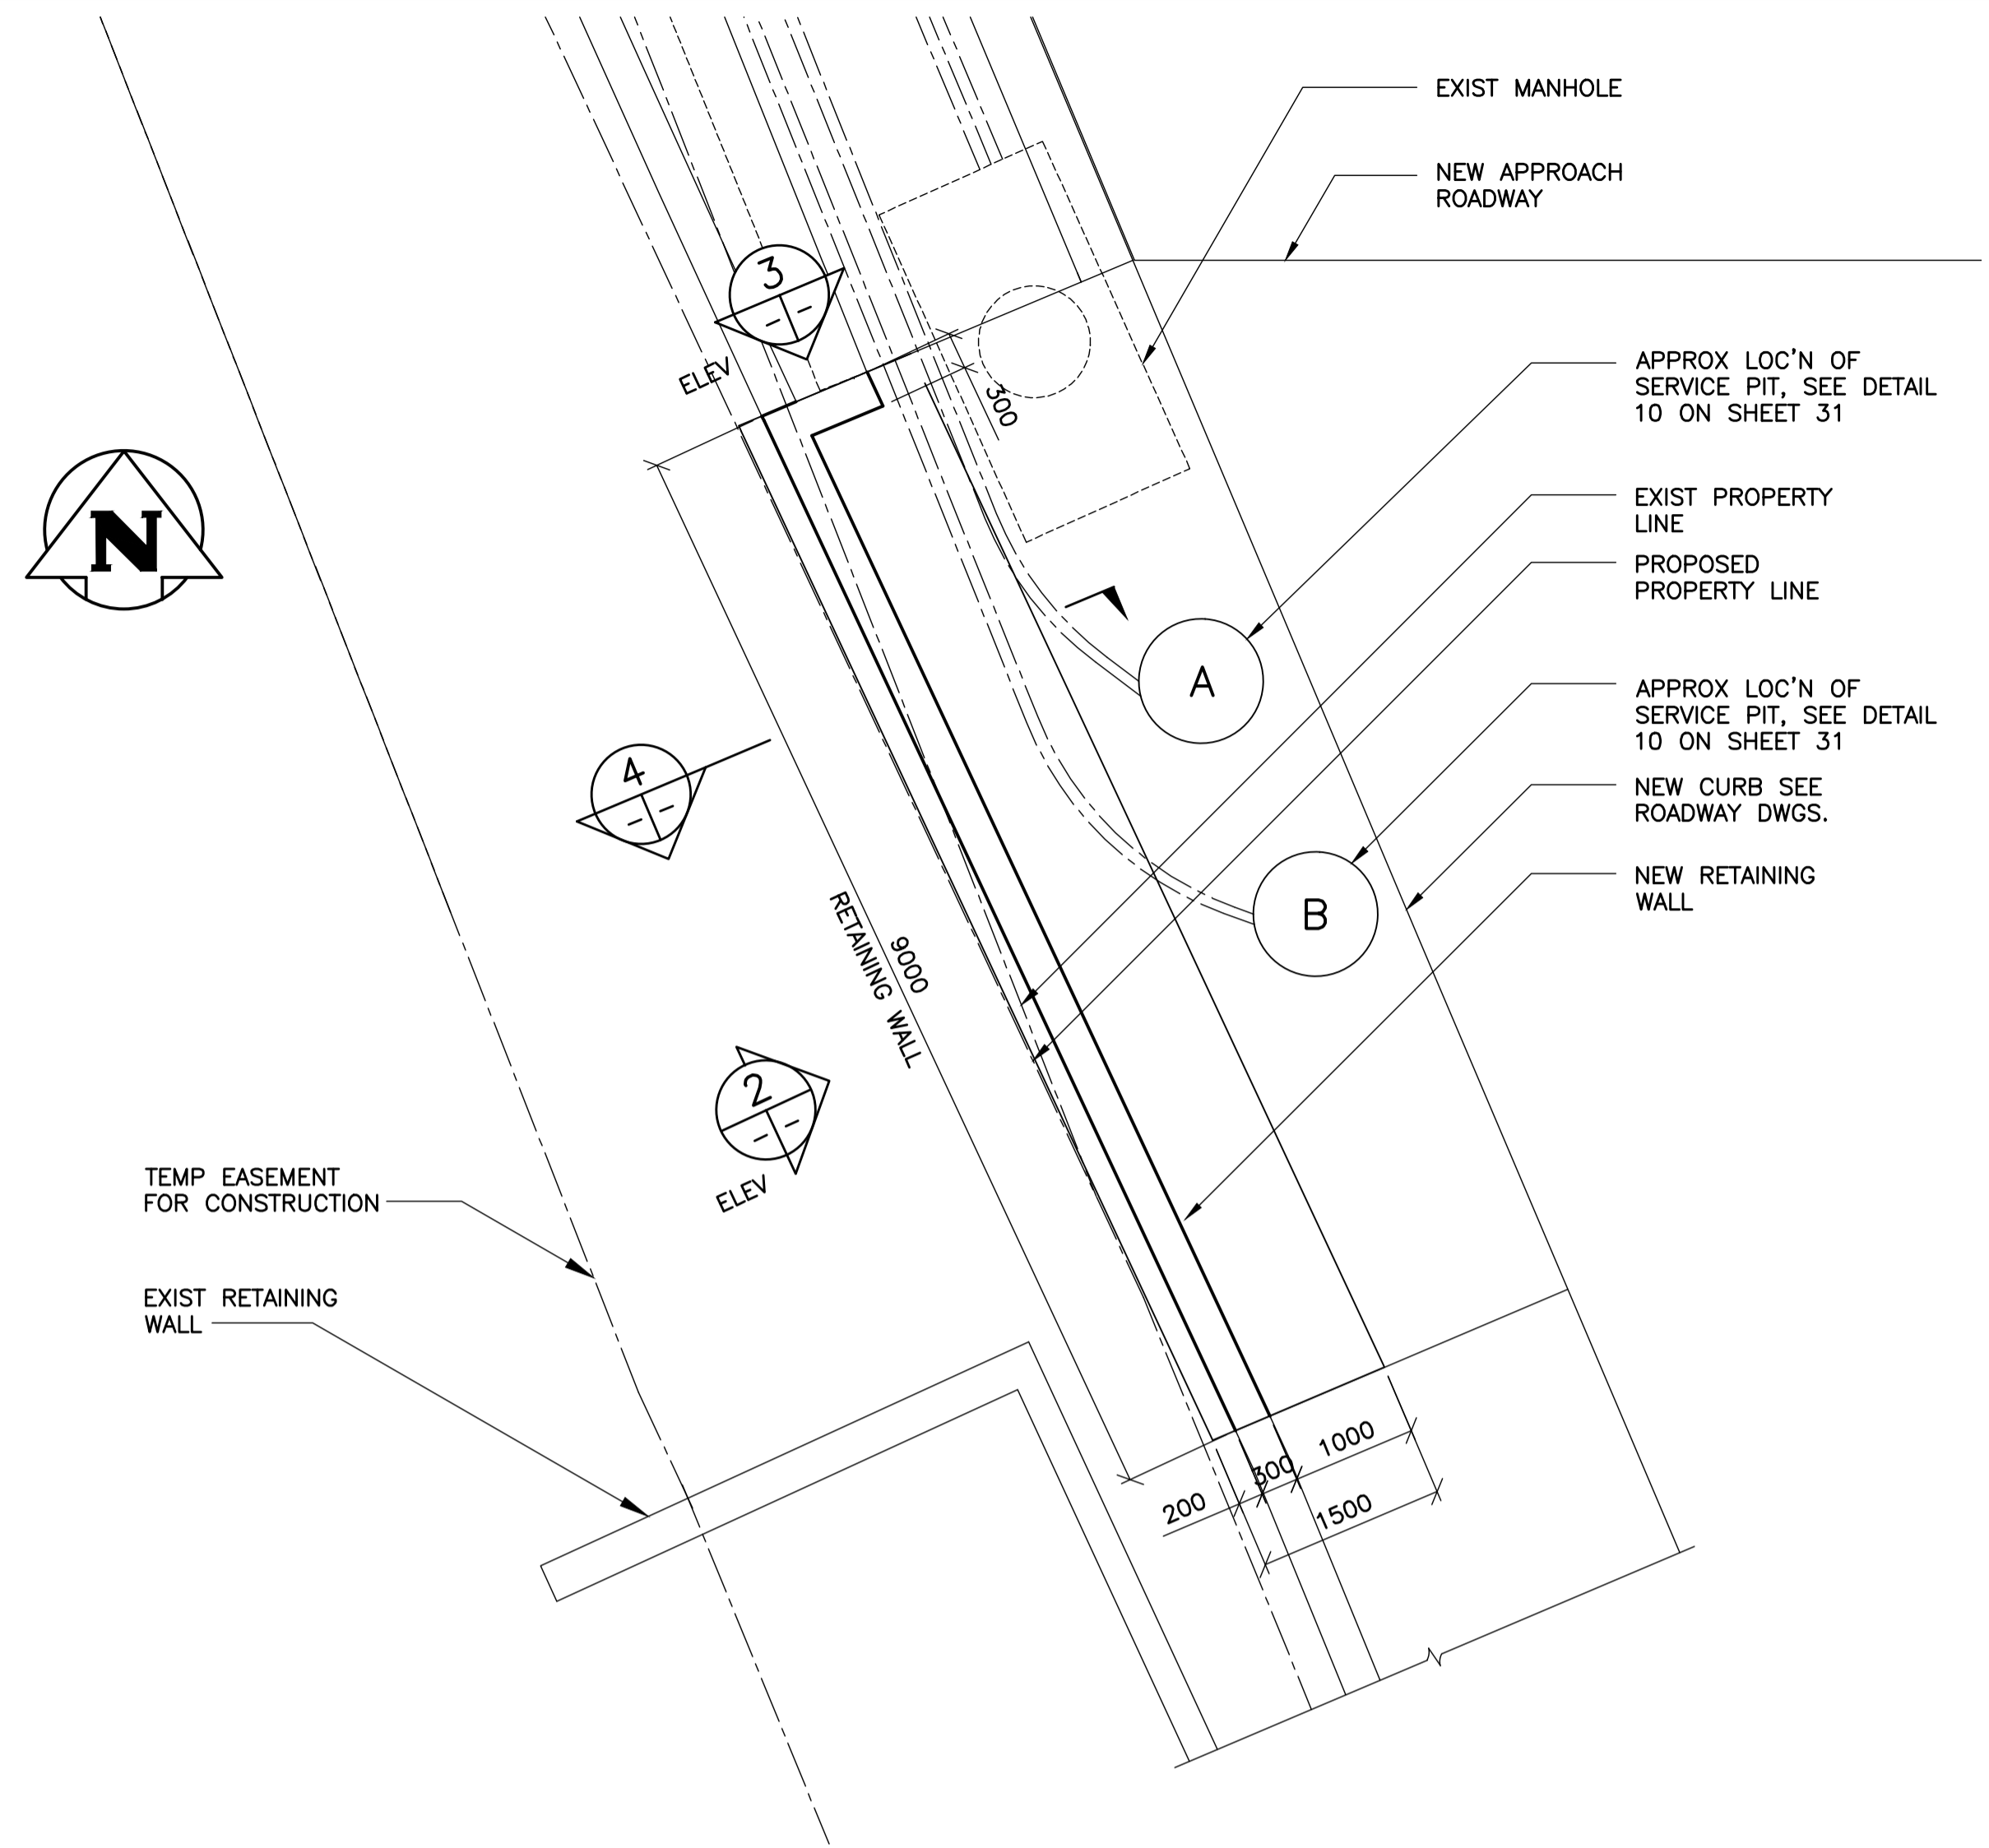 EXIST MANHOLE
NEW APPROACH
ROADWAY
3
- -
ELEV
300
APPROX LOC'N OF
SERVICE PIT, SEE DETAIL
10 ON SHEET 31
N
EXIST PROPERTY
LINE
PROPOSED
PROPERTY LINE
A
APPROX LOC'N OF
SERVICE PIT, SEE DETAIL
10 ON SHEET 31
4
- -
NEW CURB SEE
ROADWAY DWGS.
B
NEW RETAINING
WALL
9000
RETAINING WALL
2
- -
ELEV
TEMP EASEMENT
FOR CONSTRUCTION
EXIST RETAINING
WALL
200
300
1000
1500